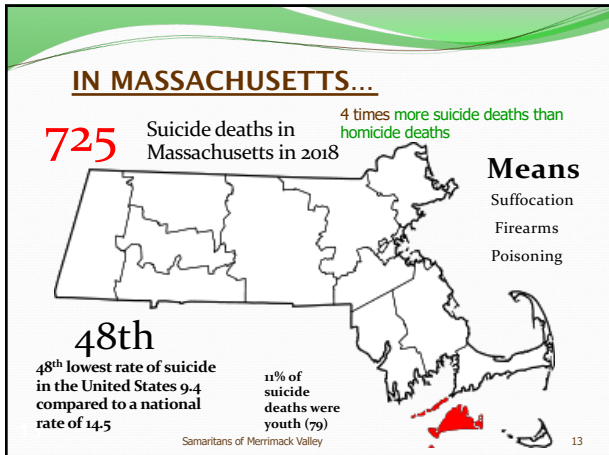 IN MASSACHUSETTS…
4 times more suicide deaths than
homicide deaths
725
Suicide deaths in
Massachusetts in 2018
Means
Suffocation
Firearms
Poisoning
48th
48th lowest rate of suicide
in the United States 9.4
compared to a national
rate of 14.5
11% of
suicide
deaths were
youth (79)
Samaritans of Merrimack Valley
13